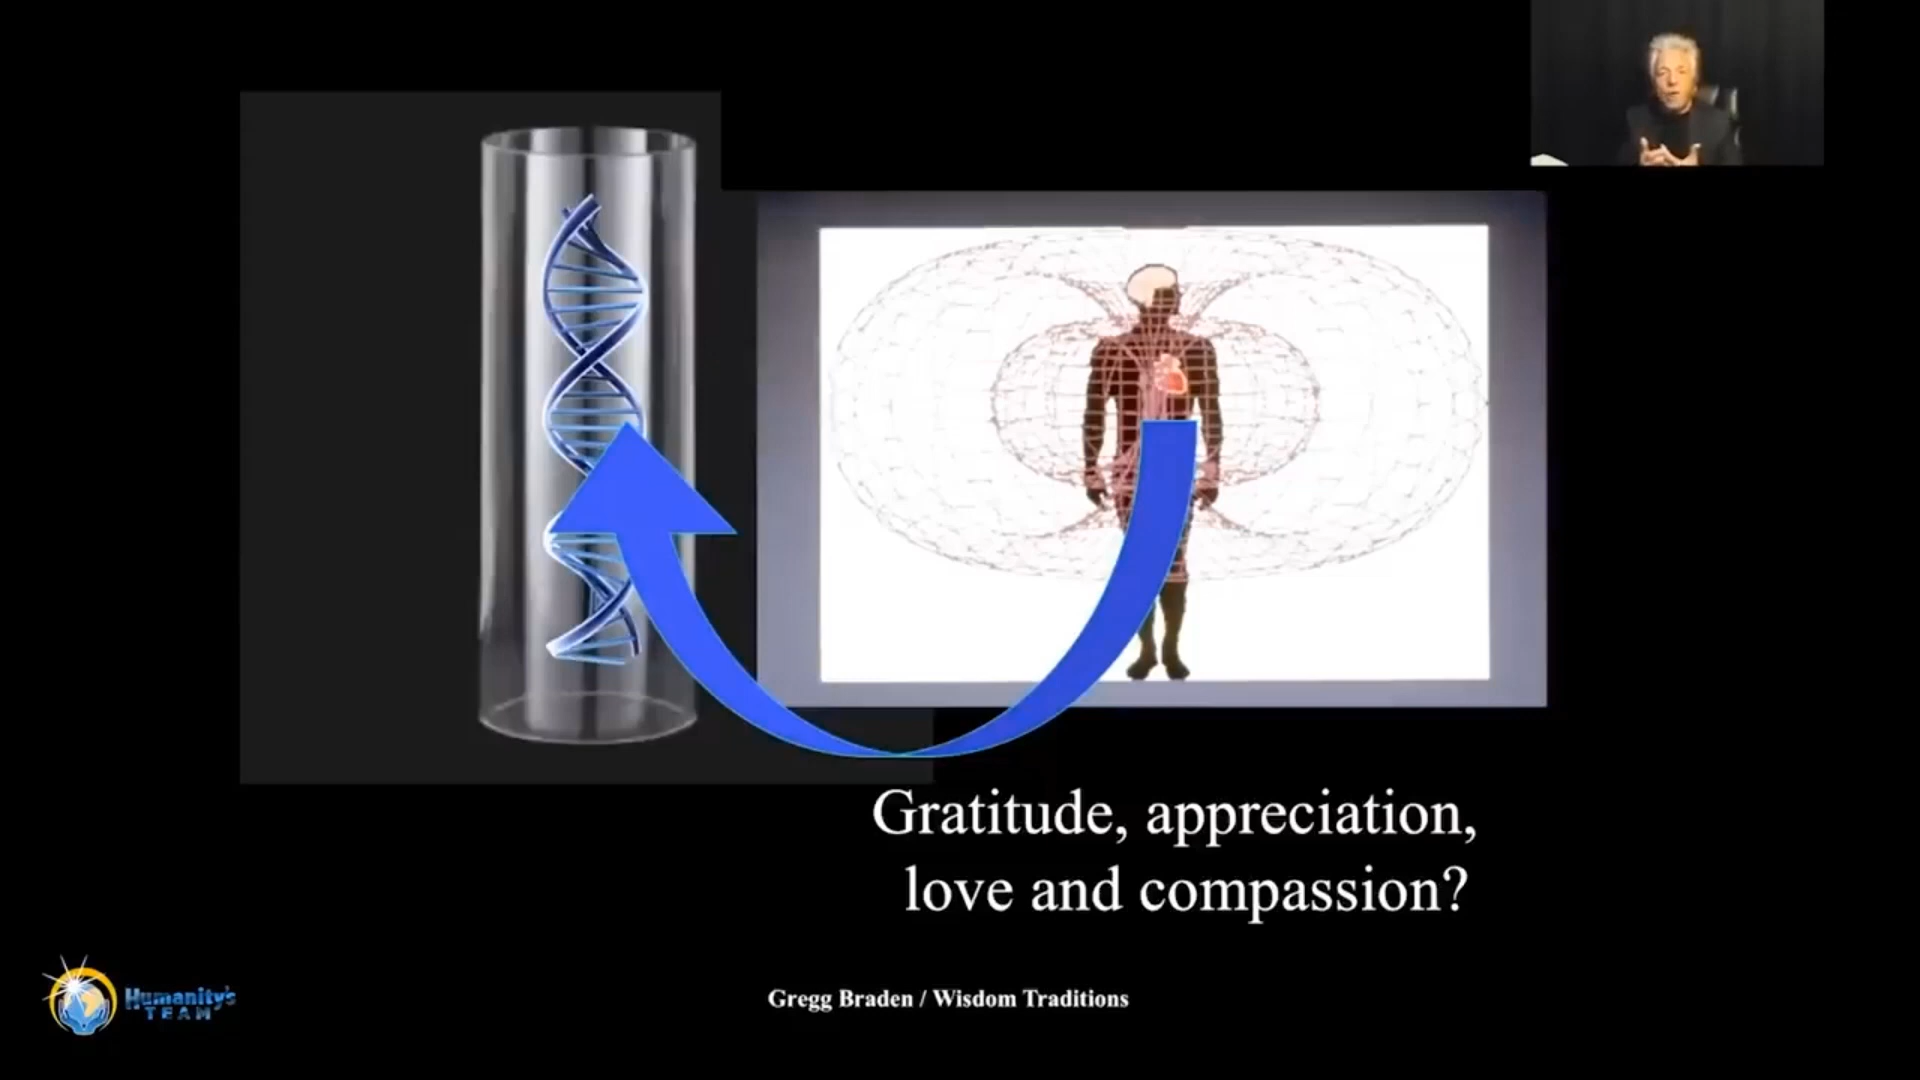 Gratitude, appreciation,
love and compassion?
Humanity's
TEAM
Gregg Braden / Wisdom Traditions